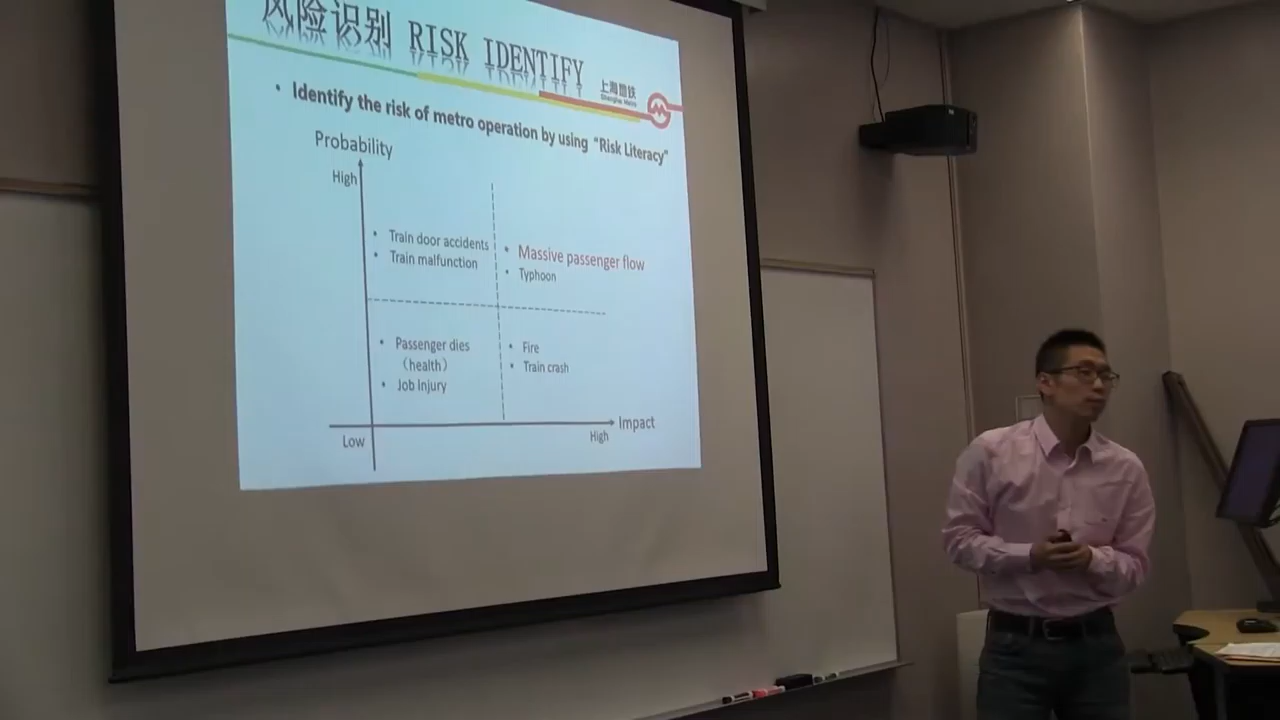 风险识别 RISK IDENTIFY
上海地铁
Shanghai Metro
• Identify the risk of metro operation by using “Risk Literacy”
Probability
High
• Train door accidents
• Train malfunction
• Massive passenger flow
• Typhoon
• Passenger dies
（health）
• Job Injury
• Fire
• Train crash
Impact
Low
High